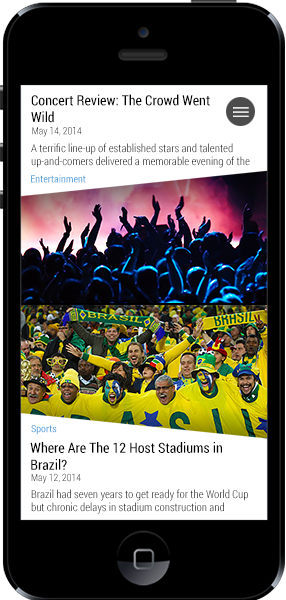 Concert Review: The Crowd Went
Wild
May 14, 2014
A terrific line-up of established stars and talented
up-and-comers delivered a memorable evening of the
Entertainment
BRASIL
BRASIL
BRASIL
Sports
Where Are The 12 Host Stadiums in
Brazil?
May 12, 2014
Brazil had seven years to get ready for the World Cup
but chronic delays in stadium construction and